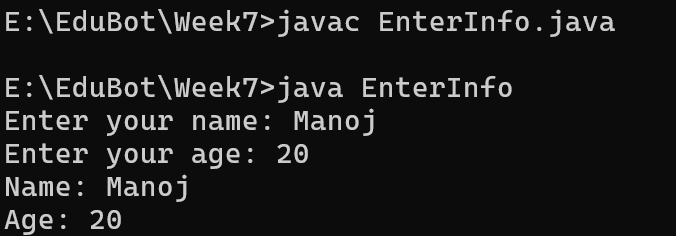 E:\EduBot\Week7>javac EnterInfo.java
E:\EduBot\Week7>java EnterInfo
Enter your name: Manoj
Enter your age: 20
Name: Manoj
Age: 20